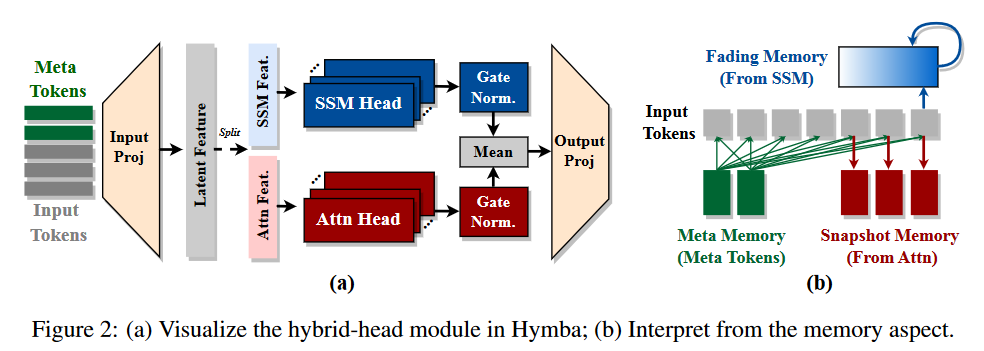 Meta
Tokens
Input
Tokens
Input
Proj
Latent Feature
Split
SSM Feat.
Attn Feat.
SSM Head
Attn Head
Gate
Norm.
Mean
Gate
Norm.
Output
Proj
(a)
Fading Memory
(From SSM)
Input
Tokens
Meta Memory
(Meta Tokens)
Snapshot Memory
(From Attn)
(b)
Figure 2: (a) Visualize the hybrid-head module in Hymba; (b) Interpret from the memory aspect.